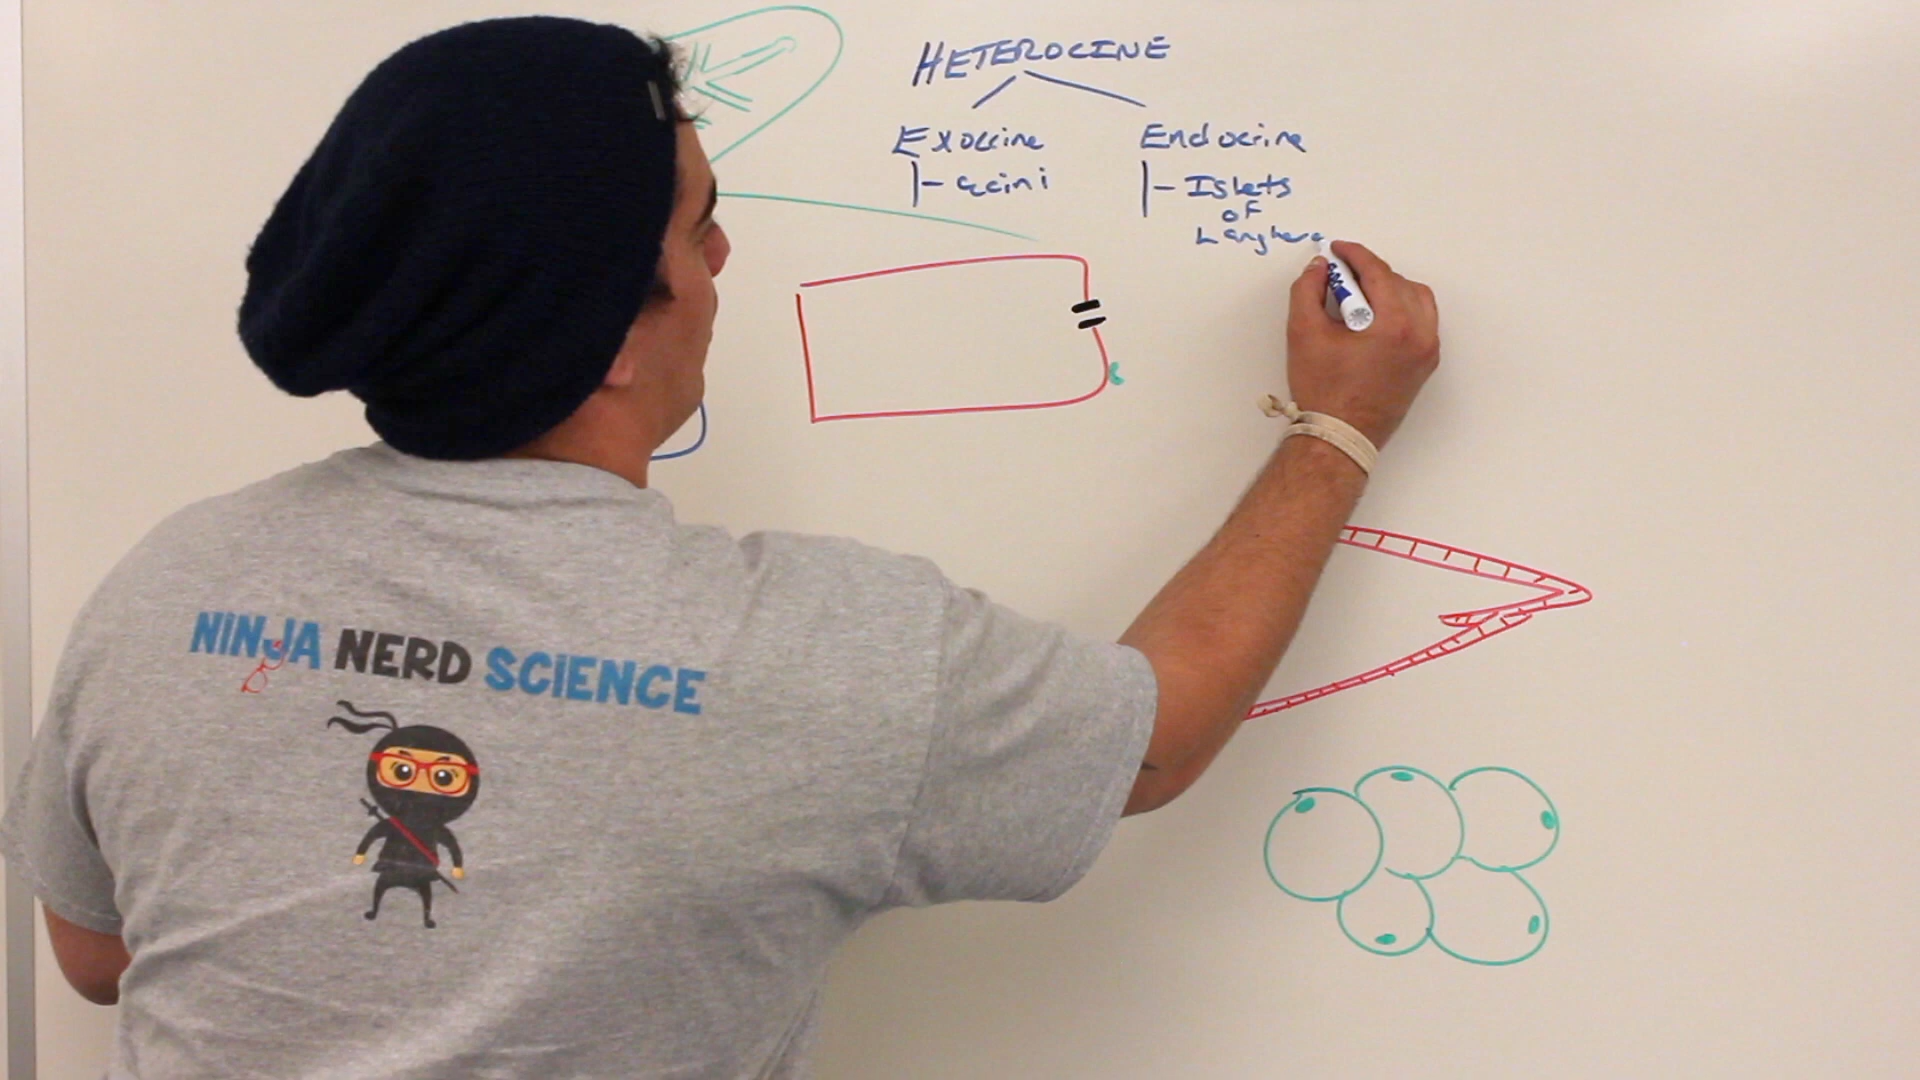 HETEROCINE
Exocrine
Endocrine
- acini
- Islets
of
Langhera
NINJA NERD SCIENCE